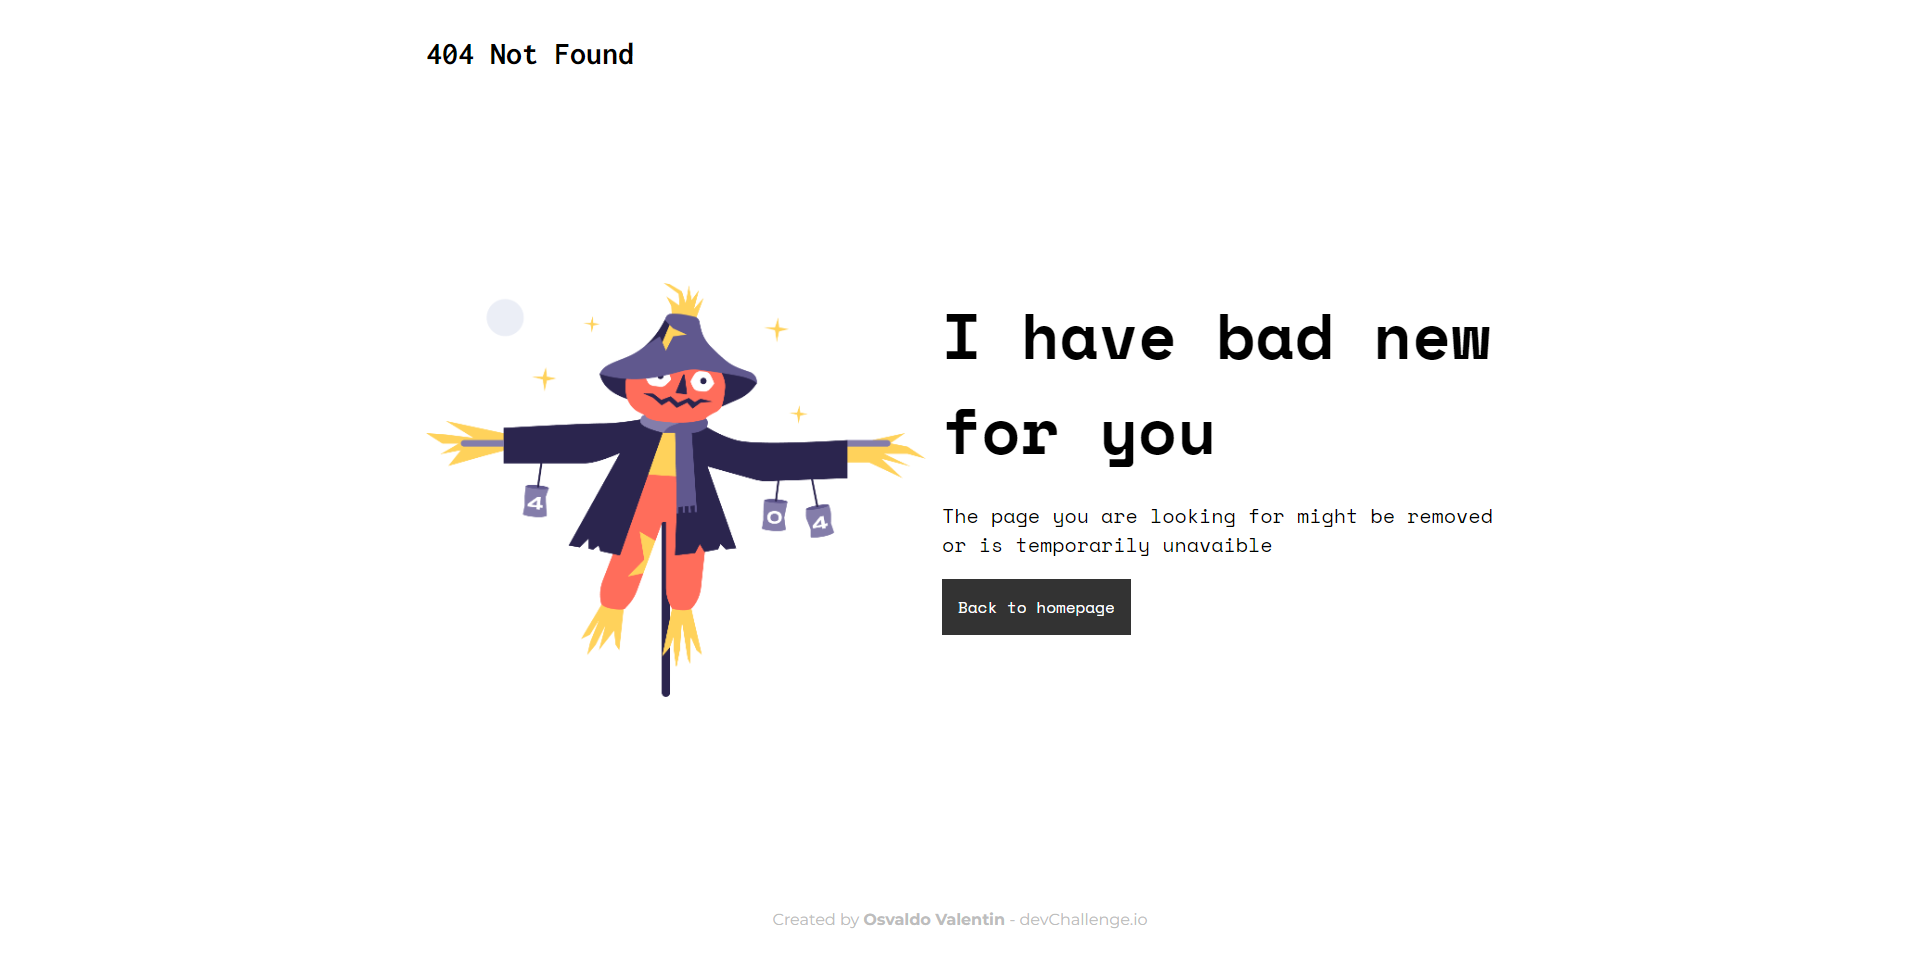 404 Not Found
I have bad new
for you
The page you are looking for might be removed
or is temporarily unavaible
Back to homepage
4
0
4
Created by Osvaldo Valentin - devChallenge.io